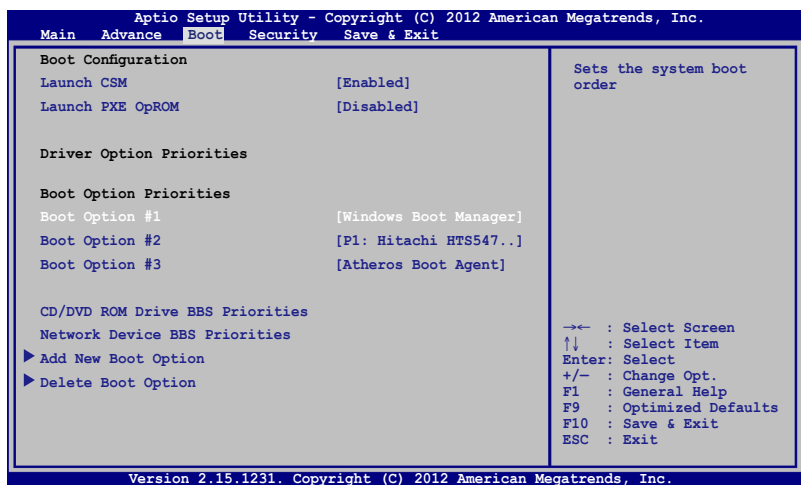 Aptio Setup Utility - Copyright (C) 2012 American Megatrends, Inc.
Main Advance Boot Security Save & Exit
Boot Configuration
Launch CSM [Enabled]
Launch PXE OpROM [Disabled]
Driver Option Priorities
Boot Option Priorities
Boot Option #1 [Windows Boot Manager]
Boot Option #2 [P1: Hitachi HTS547..]
Boot Option #3 [Atheros Boot Agent]
CD/DVD ROM Drive BBS Priorities
Network Device BBS Priorities
Add New Boot Option
Delete Boot Option
Sets the system boot
order
→← : Select Screen
↑↓ : Select Item
Enter: Select
+/— : Change Opt.
F1 : General Help
F9 : Optimized Defaults
F10 : Save & Exit
ESC : Exit
Version 2.15.1231. Copyright (C) 2012 American Megatrends, Inc.